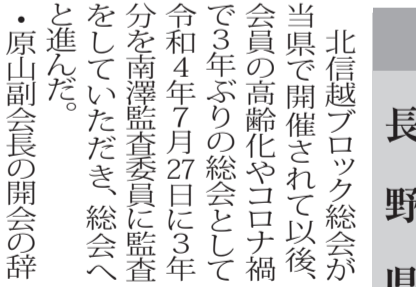 長野県
北信越ブロック総会が
当県で開催されて以後、
会員の高齢化やコロナ禍
で３年ぶりの総会として
令和４年７月27日に３年
分を南澤監査委員に監査
をしていただき、総会へ
と進んだ。
・原山副会長の開会の辞